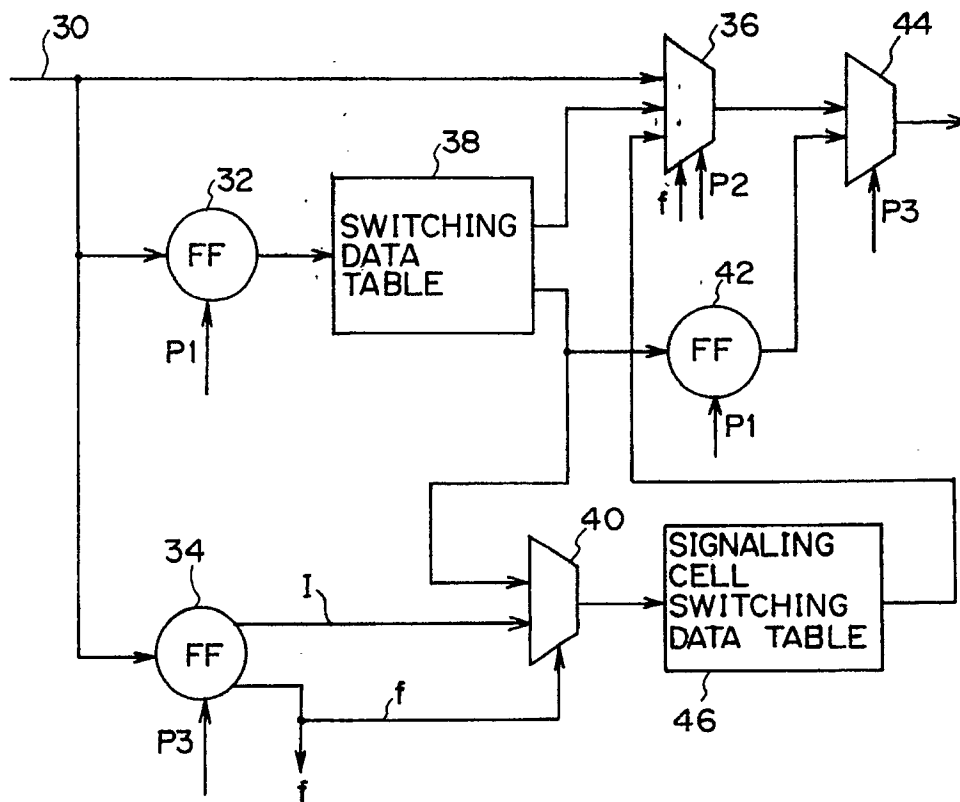 30
36
44
38
32
FF
SWITCHING
DATA
TABLE
f
P2
P3
42
FF
P1
P1
40
34
FF
I
SIGNALING
CELL
SWITCHING
DATA TABLE
f
P3
f
46